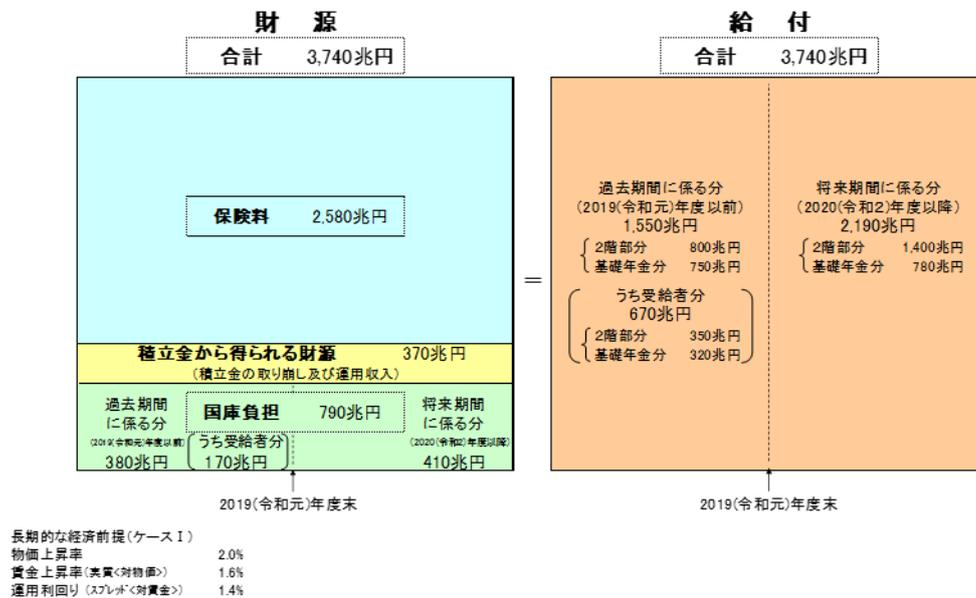 財　源
合計　3,740兆円
保険料　2,580兆円
積立金から得られる財源　370兆円
(積立金の取り崩し及び運用収入)
国庫負担　790兆円
過去期間
に係る分
(2019(令和元)年度以前)
380兆円
うち受給者分
170兆円
将来期間
に係る分
(2020(令和2)年度以降)
410兆円
2019(令和元)年度末
=
給　付
合計　3,740兆円
過去期間に係る分
(2019(令和元)年度以前)
1,550兆円
2階部分　800兆円
基礎年金分　750兆円
うち受給者分
670兆円
2階部分　350兆円
基礎年金分　320兆円
将来期間に係る分
(2020(令和2)年度以降)
2,190兆円
2階部分　1,400兆円
基礎年金分　780兆円
2019(令和元)年度末
長期的な経済前提(ケースⅠ)
物価上昇率　2.0%
賃金上昇率(実質<対物価>)　1.6%
運用利回り(スプレッド<対賃金>)　1.4%